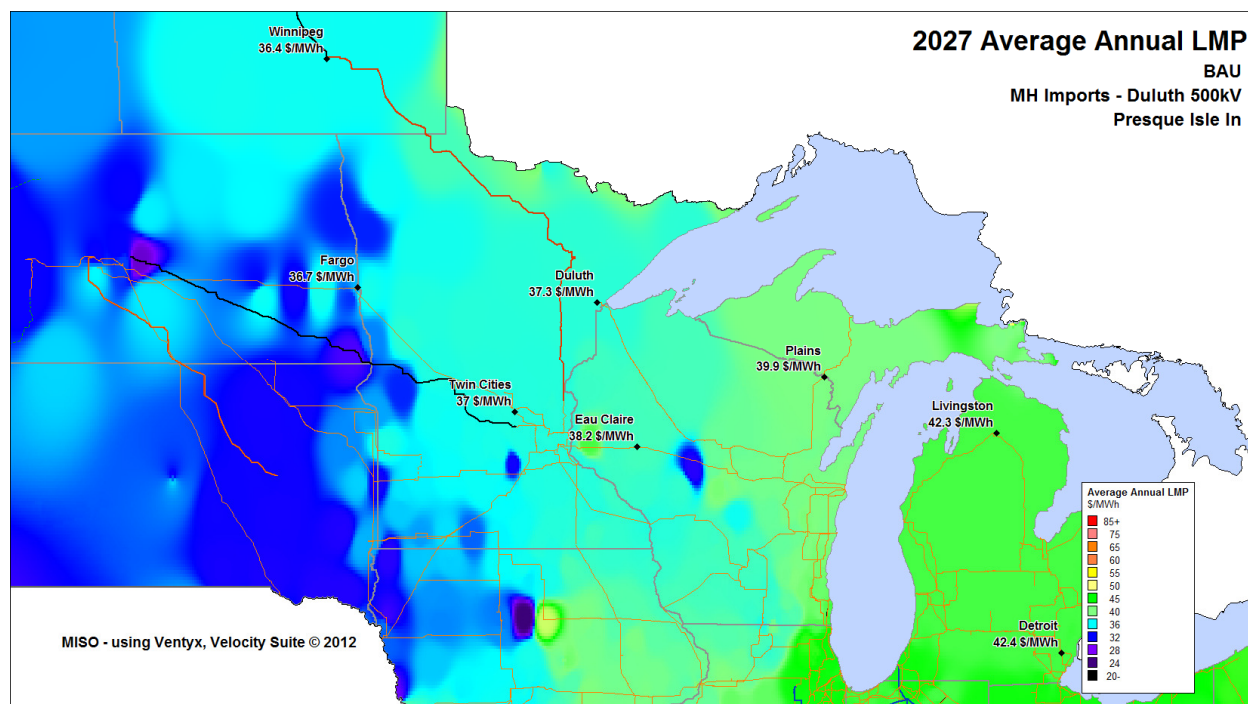 2027 Average Annual LMP
BAU
MH Imports - Duluth 500kV
Presque Isle In
Winnipeg
36.4 $/MWh
Fargo
36.7 $/MWh
Duluth
37.3 $/MWh
Twin Cities
37 $/MWh
Eau Claire
38.2 $/MWh
Plains
39.9 $/MWh
Livingston
42.3 $/MWh
Detroit
42.4 $/MWh
Average Annual LMP
$/MWh
85+
75
65
60
55
50
45
40
36
32
28
24
20-
MISO - using Ventyx, Velocity Suite © 2012